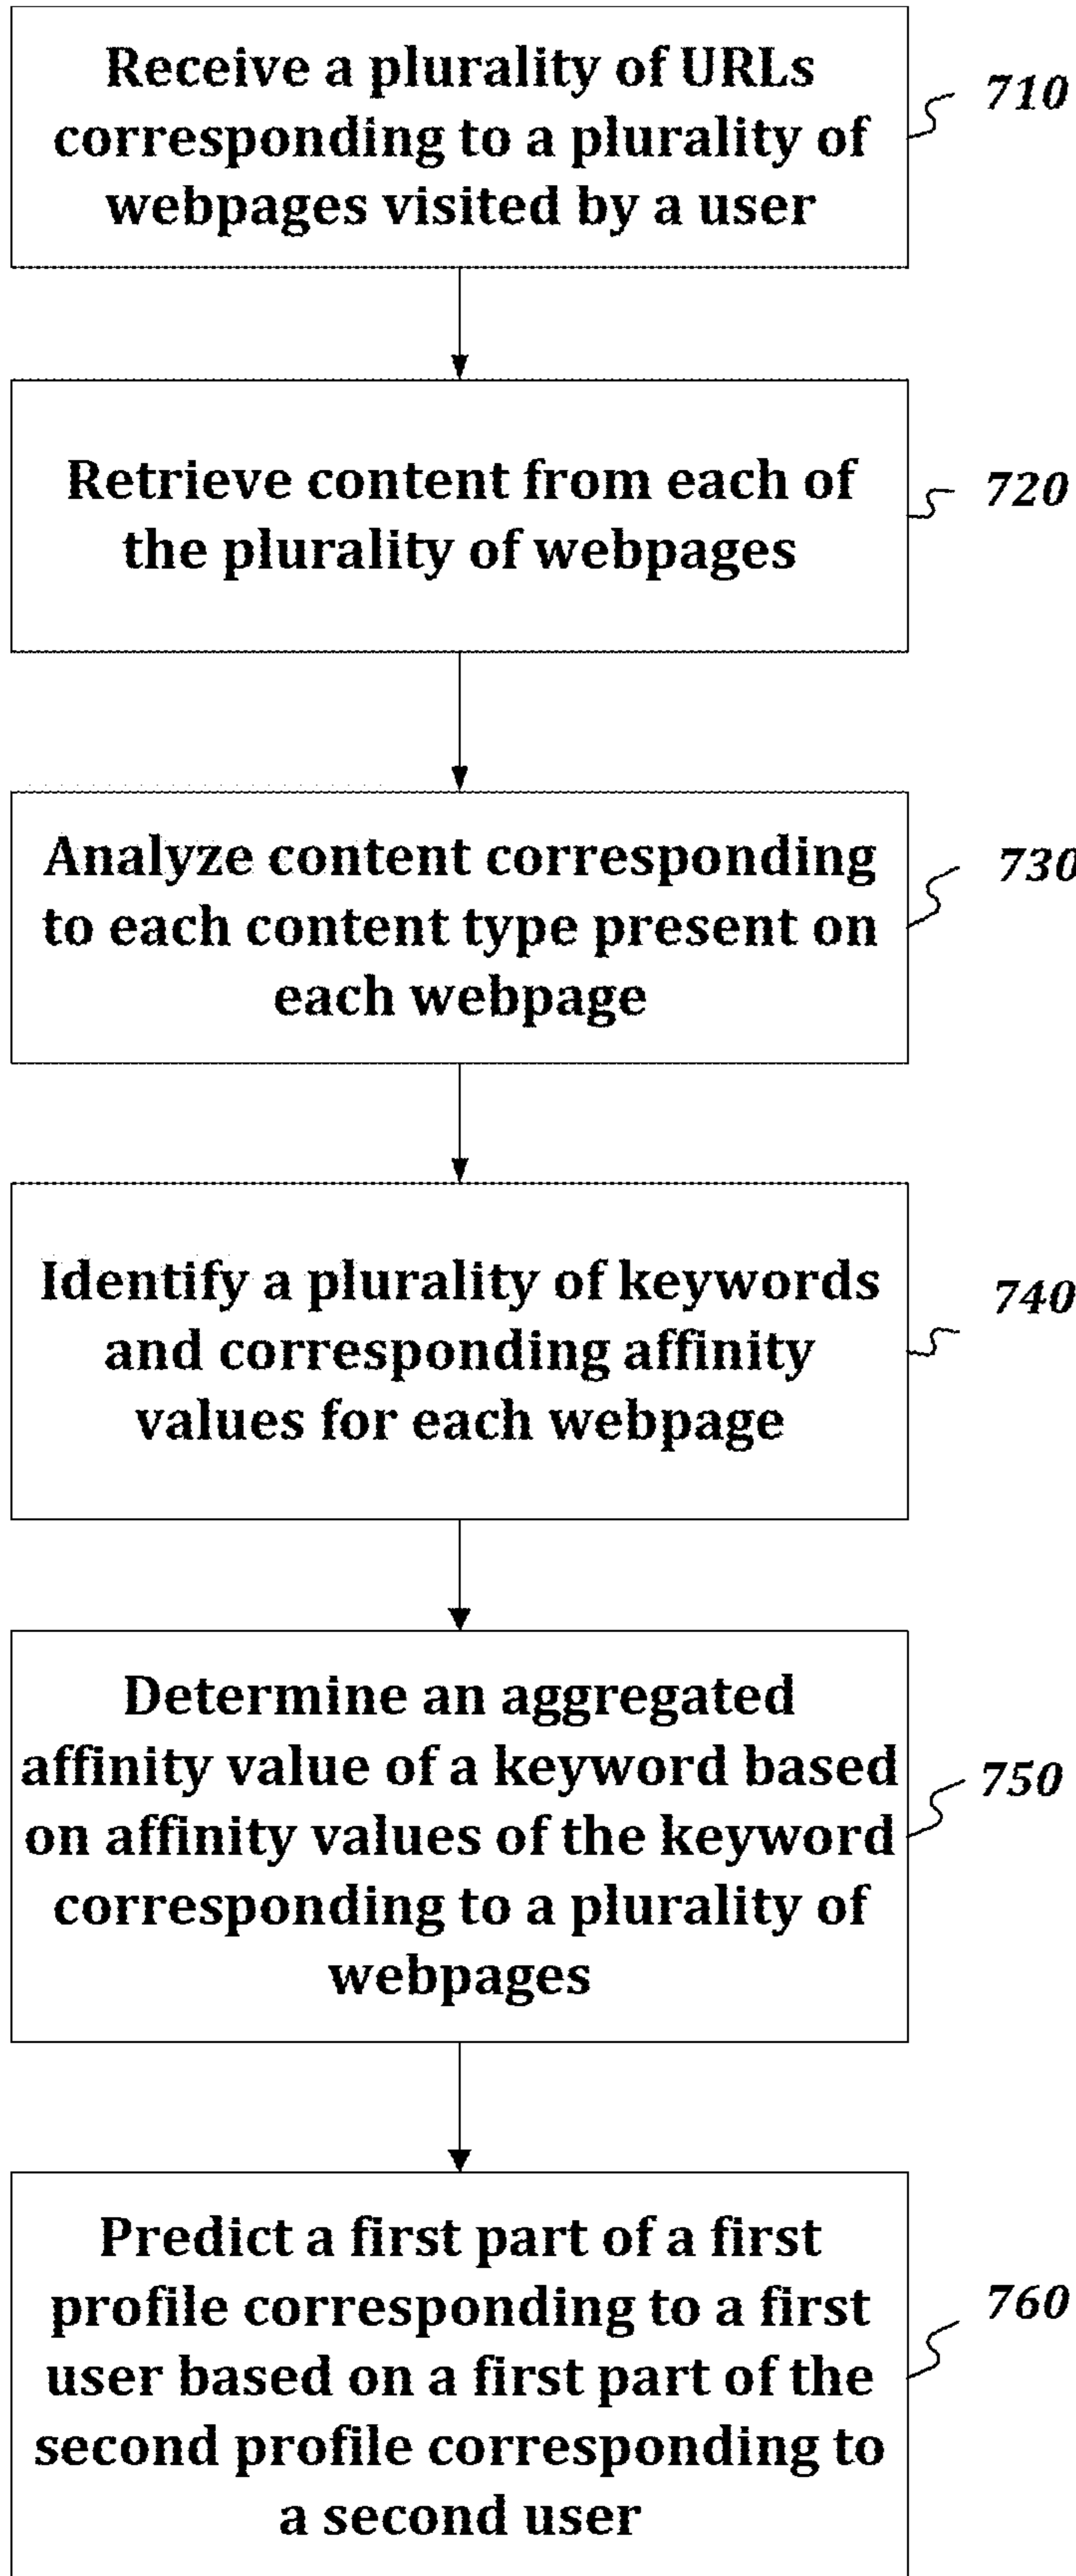 Receive a plurality of URLs
corresponding to a plurality of
webpages visited by a user
710
Retrieve content from each of
the plurality of webpages
720
Analyze content corresponding
to each content type present on
each webpage
730
Identify a plurality of keywords
and corresponding affinity
values for each webpage
740
Determine an aggregated
affinity value of a keyword based
on affinity values of the keyword
corresponding to a plurality of
webpages
750
Predict a first part of a first
profile corresponding to a first
user based on a first part of the
second profile corresponding to
a second user
760